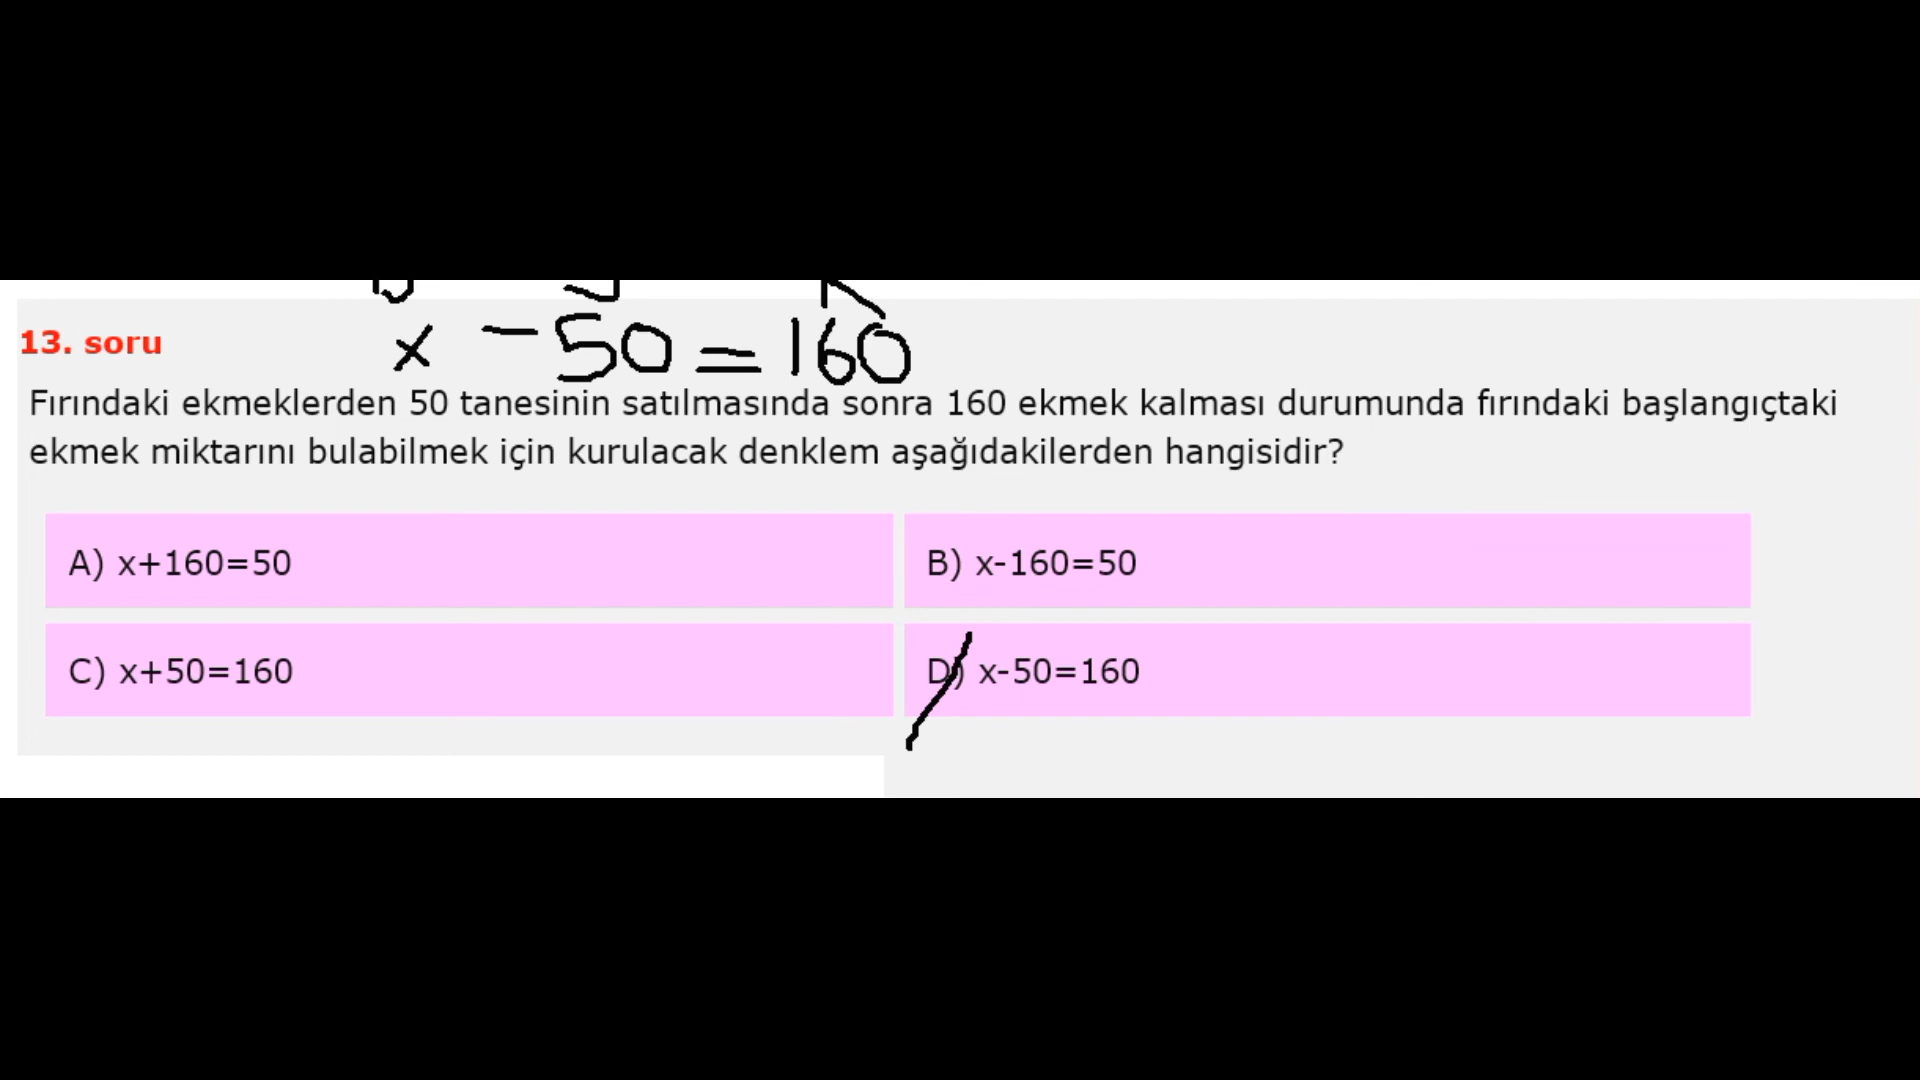 x - 50 = 160
13. soru
Fırındaki ekmeklerden 50 tanesinin satılmasında sonra 160 ekmek kalması durumunda fırındaki başlangıçtaki
ekmek miktarını bulabilmek için kurulacak denklem aşağıdakilerden hangisidir?
A) x+160=50
B) x-160=50
C) x+50=160
D) x-50=160